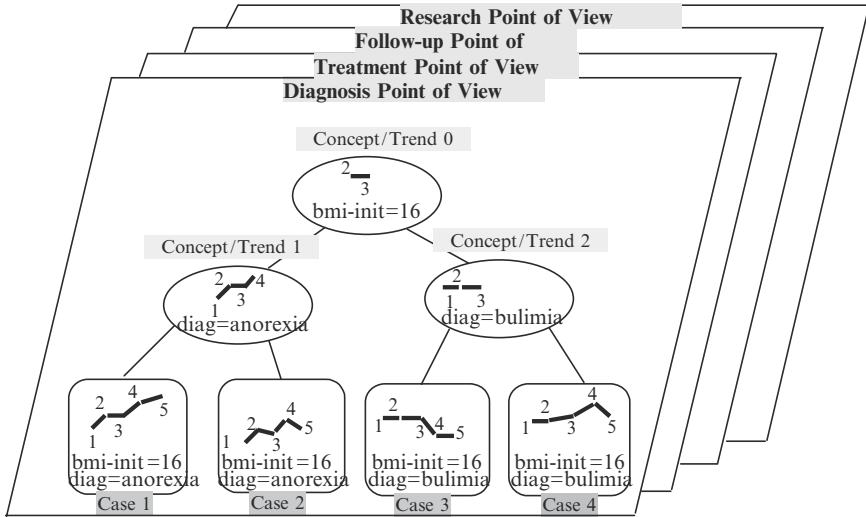 Research Point of View
Follow-up Point of
Treatment Point of View
Diagnosis Point of View
Concept/Trend 0
2
3
bmi-init=16
Concept/Trend 1
2 4
3
1
diag=anorexia
Concept/Trend 2
2
1 3
diag=bulimia
4
2 5
1 3
bmi-init=16
diag=anorexia
Case 1
4
2
1 3 5
bmi-init=16
diag=anorexia
Case 2
2
1 3 4 5
bmi-init=16
diag=bulimia
Case 3
4
2
1 3 5
bmi-init=16
diag=bulimia
Case 4